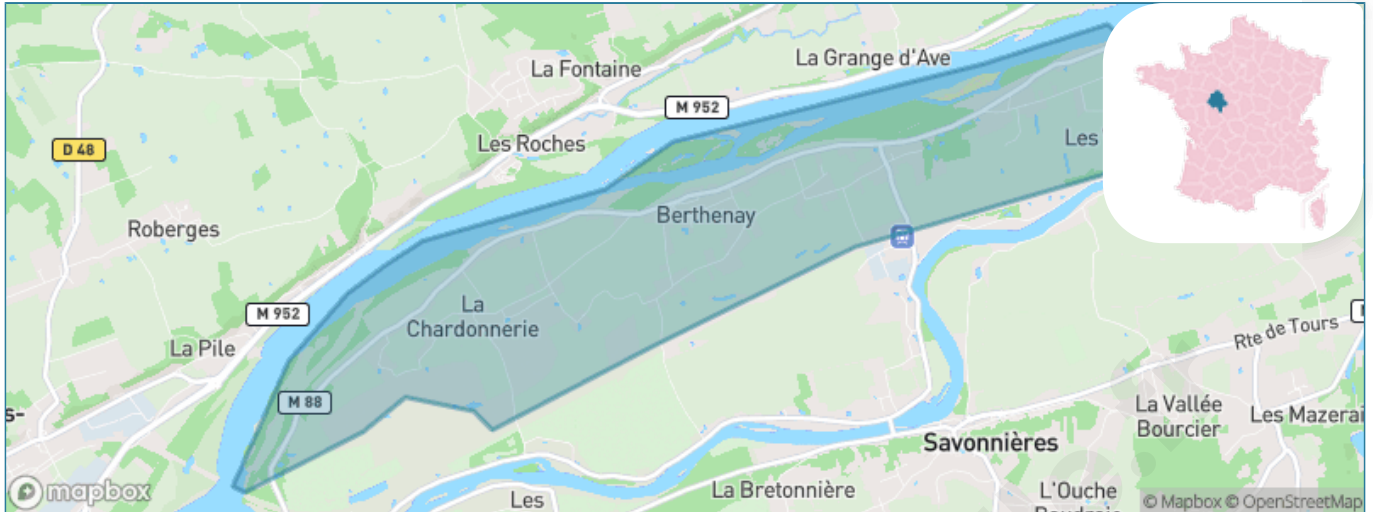 La Grange d'Ave
La Fontaine
M 952
D 48
Les Roches
Les
Berthenay
Roberges
La
Chardonnerie
M 952
La Pile
Rte de Tours
M 88
s-
La Vallée
Bourcier
Les Mazerai
Savonnières
mapbox
La Bretonnière
Les
L'Ouche
© Mapbox © OpenStreetMap